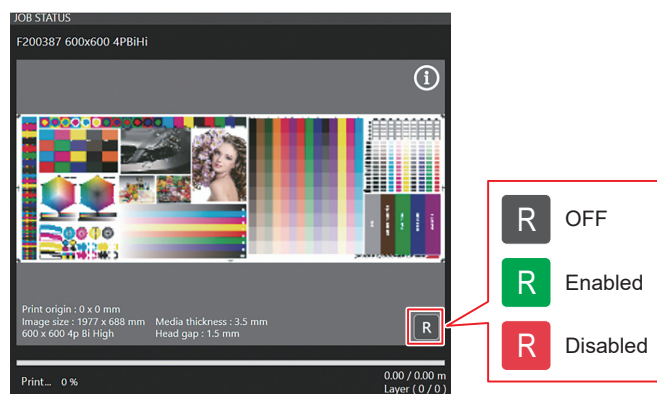 JOB STATUS
F200387 600x600 4PBiHi
Print origin : 0 x 0 mm
Image size : 1977 x 688 mm Media thickness : 3.5 mm
600 x 600 4p Bi High Head gap : 1.5 mm
R
Print... 0 %
0.00 / 0.00 m
Layer ( 0 / 0 )
R OFF
R Enabled
R Disabled